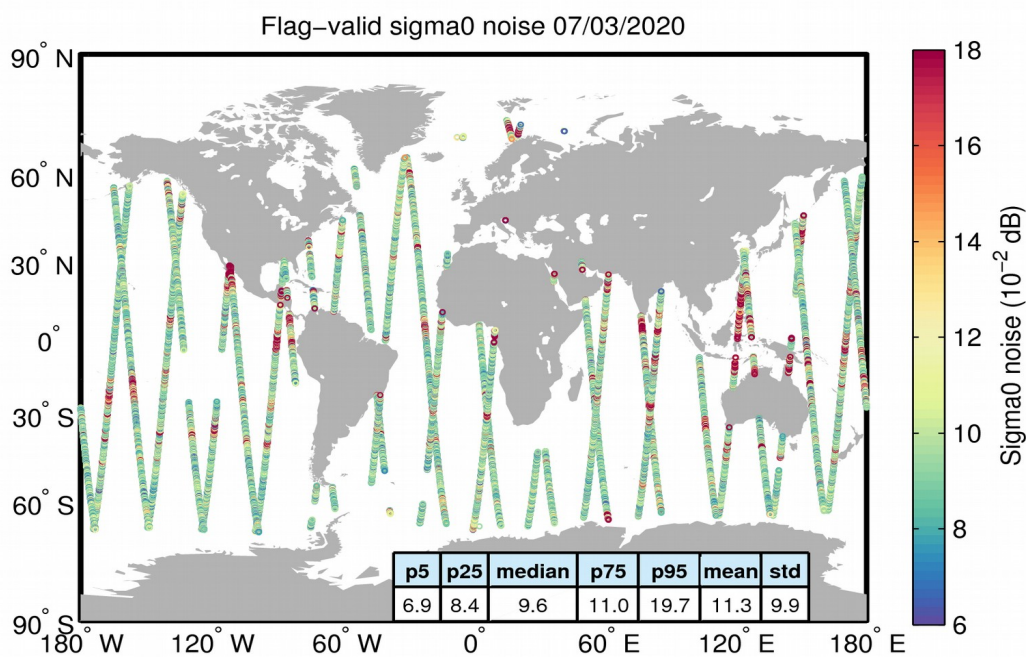 Flag−valid sigma0 noise 07/03/2020
90° N
60° N
30° N
0°
30° S
60° S
90° S
180° W
120° W
60° W
0°
60° E
120° E
180° E
18
16
14
12
10
8
6
Sigma0 noise (10⁻² dB)
p5 p25 median p75 p95 mean std
6.9 8.4 9.6 11.0 19.7 11.3 9.9